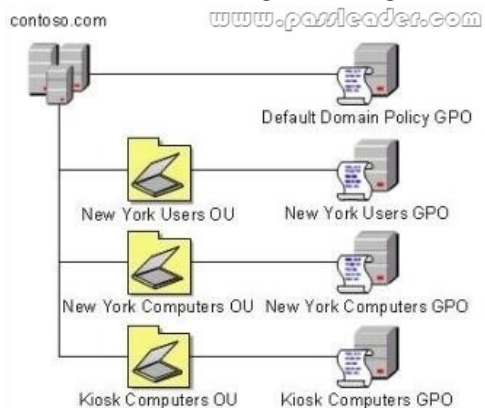 contoso.com
www.passleader.com
Default Domain Policy GPO
New York Users OU
New York Users GPO
New York Computers OU
New York Computers GPO
Kiosk Computers OU
Kiosk Computers GPO